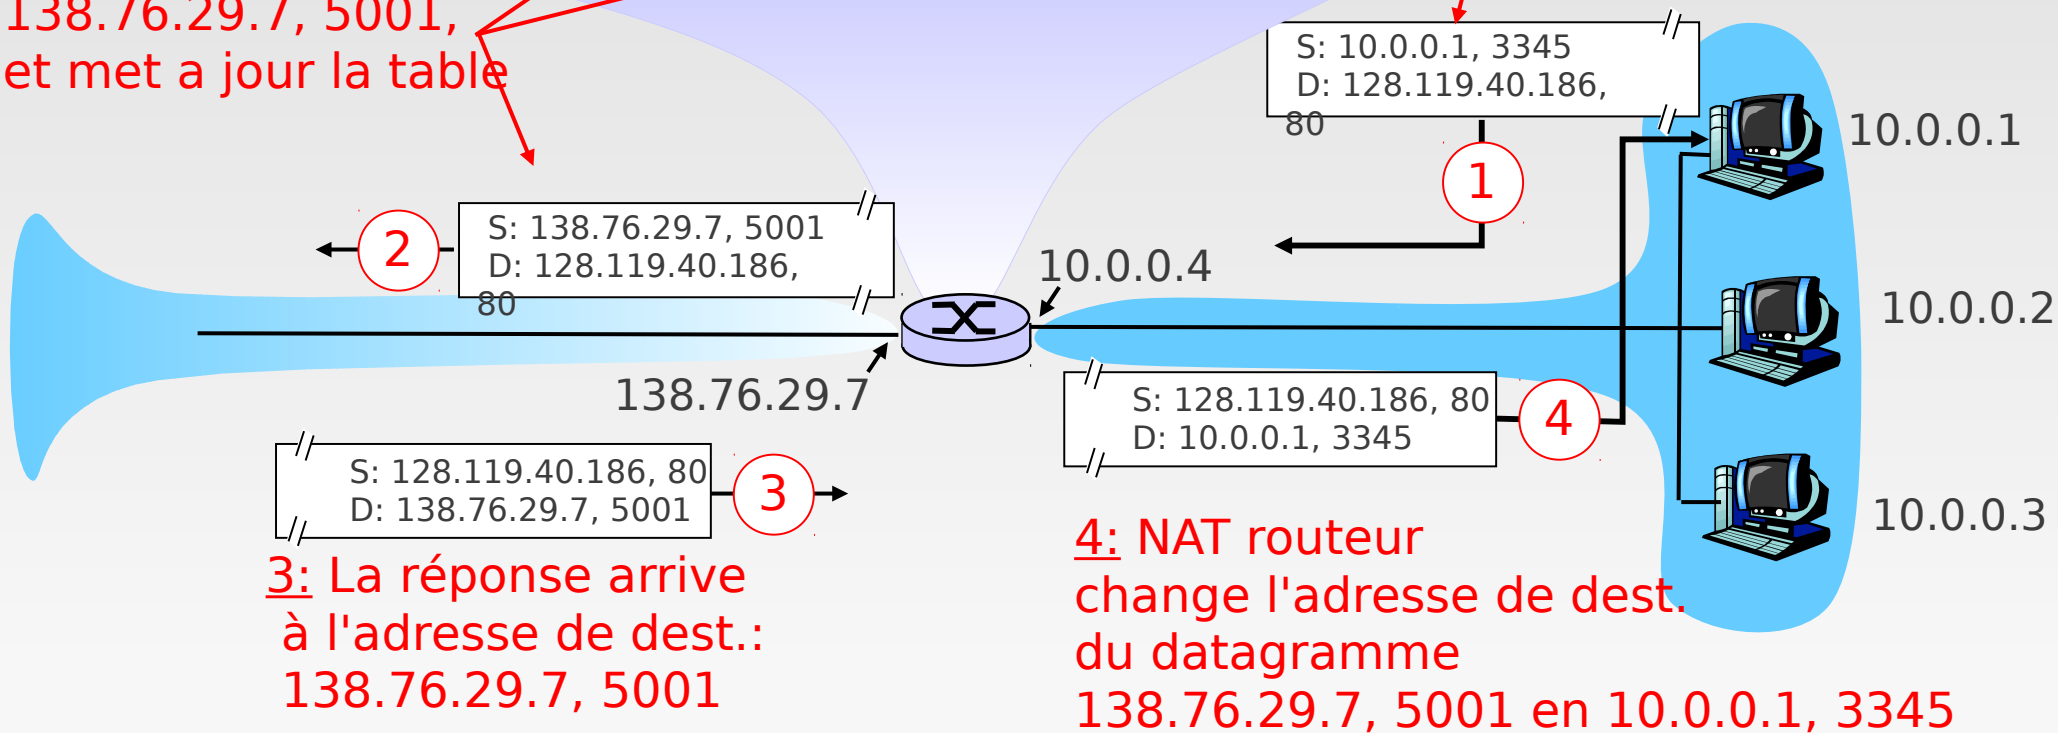 138.76.29.7, 5001,
et met a jour la table
S: 10.0.0.1, 3345
D: 128.119.40.186,
80
1
10.0.0.1
2
S: 138.76.29.7, 5001
D: 128.119.40.186,
80
10.0.0.4
10.0.0.2
138.76.29.7
S: 128.119.40.186, 80
D: 10.0.0.1, 3345
4
S: 128.119.40.186, 80
D: 138.76.29.7, 5001
3
10.0.0.3
3: La réponse arrive
à l'adresse de dest.:
138.76.29.7, 5001
4: NAT routeur
change l'adresse de dest.
du datagramme
138.76.29.7, 5001 en 10.0.0.1, 3345